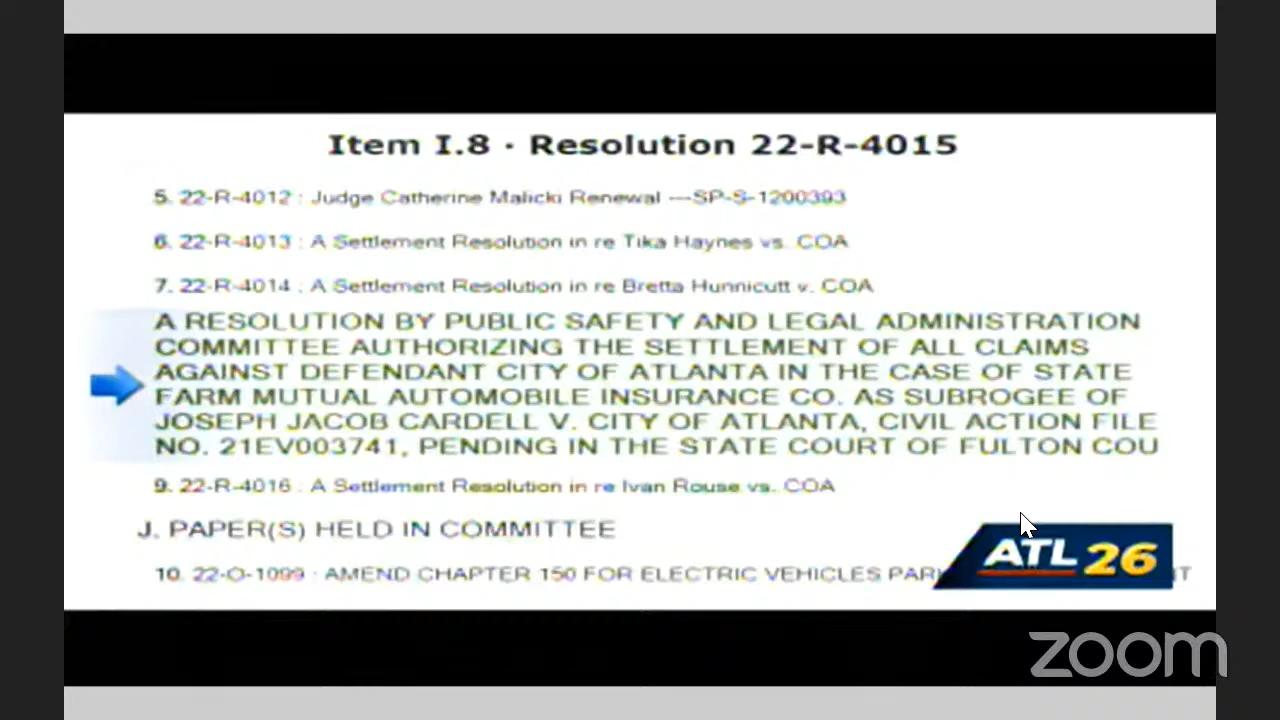 Item I.8 · Resolution 22-R-4015
5. 22-R-4012 : Judge Catherine Malicki Renewal ---SP-S-1200393
6. 22-R-4013 : A Settlement Resolution in re Tika Haynes vs. COA
7. 22-R-4014 : A Settlement Resolution in re Bretta Hunnicutt v. COA
A RESOLUTION BY PUBLIC SAFETY AND LEGAL ADMINISTRATION
COMMITTEE AUTHORIZING THE SETTLEMENT OF ALL CLAIMS
AGAINST DEFENDANT CITY OF ATLANTA IN THE CASE OF STATE
FARM MUTUAL AUTOMOBILE INSURANCE CO. AS SUBROGEE OF
JOSEPH JACOB CARDELL V. CITY OF ATLANTA, CIVIL ACTION FILE
NO. 21EV003741, PENDING IN THE STATE COURT OF FULTON COU
9. 22-R-4016 : A Settlement Resolution in re Ivan Rouse vs. COA
J. PAPER(S) HELD IN COMMITTEE
10. 22-O-1099 : AMEND CHAPTER 150 FOR ELECTRIC VEHICLES
ATL 26
zoom